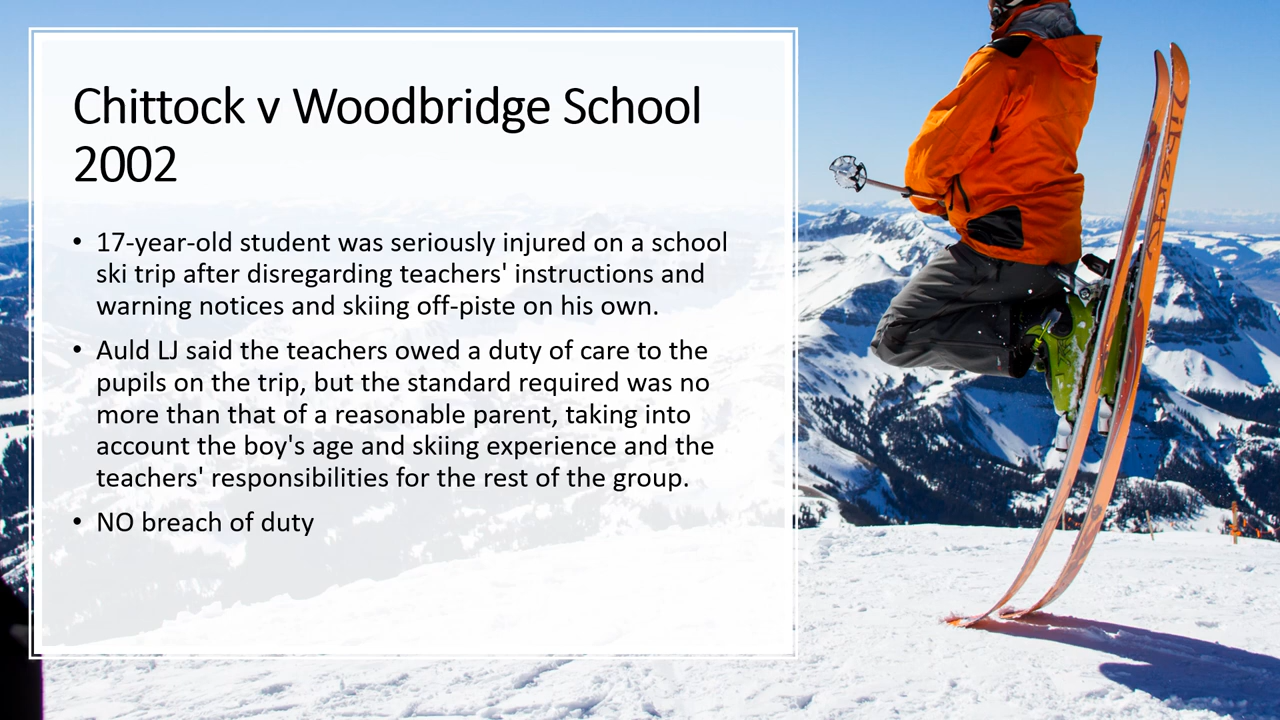 Chittock v Woodbridge School
2002
• 17-year-old student was seriously injured on a school
ski trip after disregarding teachers' instructions and
warning notices and skiing off-piste on his own.
• Auld LJ said the teachers owed a duty of care to the
pupils on the trip, but the standard required was no
more than that of a reasonable parent, taking into
account the boy's age and skiing experience and the
teachers' responsibilities for the rest of the group.
• NO breach of duty